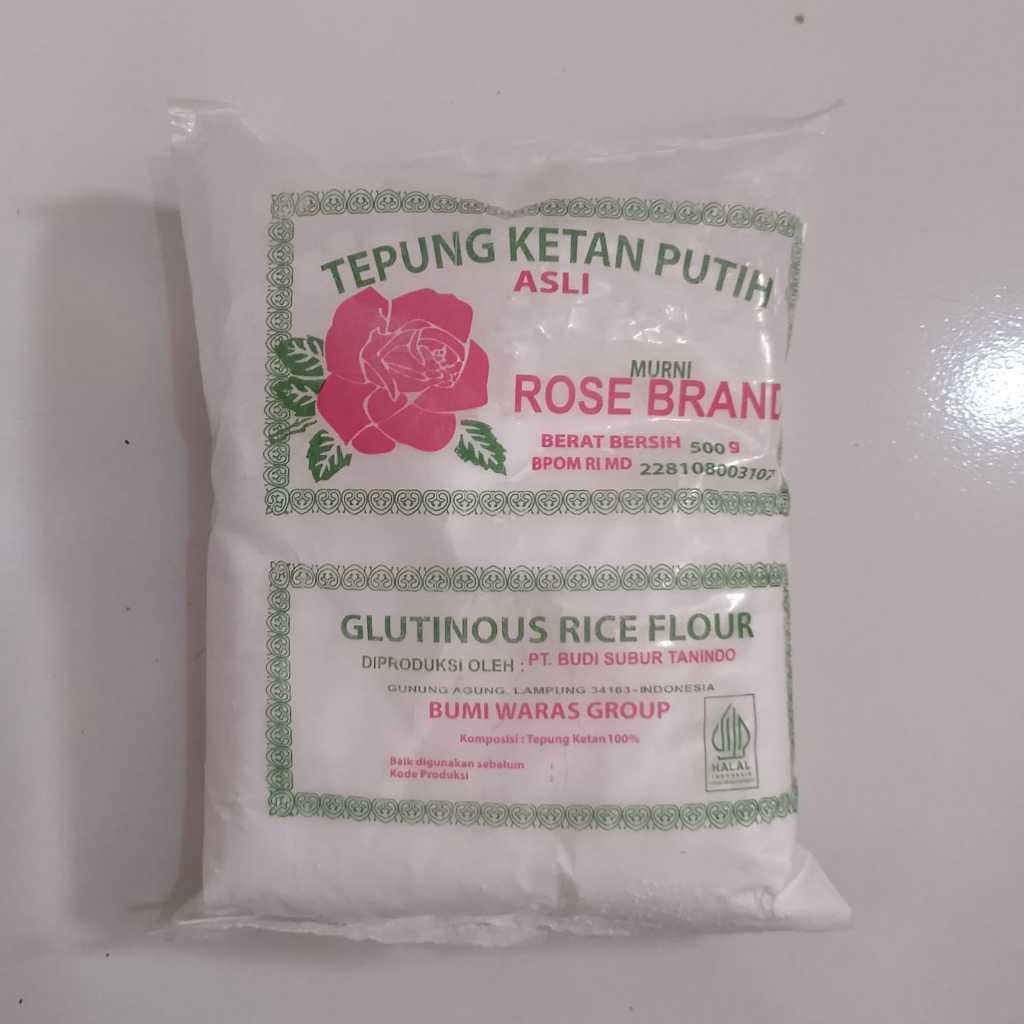 TEPUNG KETAN PUTIH
ASLI
MURNI
ROSE BRAND
BERAT BERSIH 500 g
BPOM RI MD 228108003107
GLUTINOUS RICE FLOUR
DIPRODUKSI OLEH : PT. BUDI SUBUR TANINDO
GUNUNG AGUNG, LAMPUNG 34163-INDONESIA
BUMI WARAS GROUP
Komposisi : Tepung Ketan 100%
Baik digunakan sebelum :
Kode Produksi :
HALAL
INDONESIA